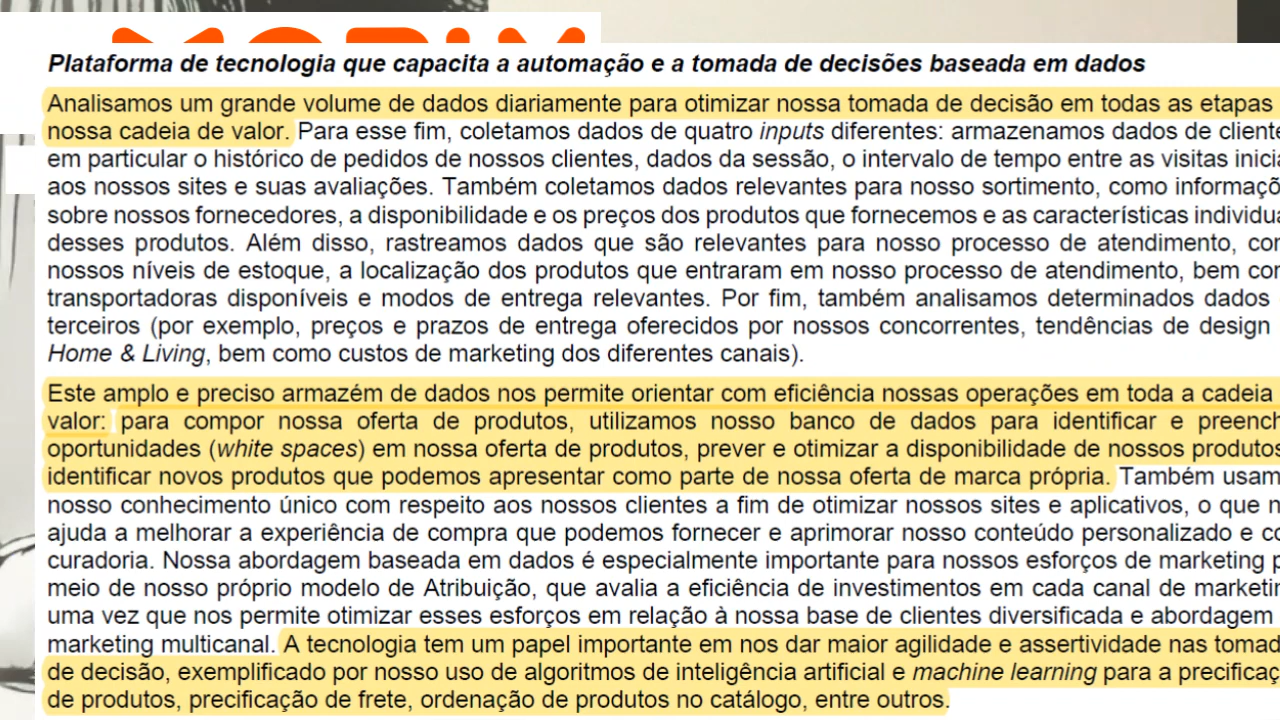 Plataforma de tecnologia que capacita a automação e a tomada de decisões baseada em dados
Analisamos um grande volume de dados diariamente para otimizar nossa tomada de decisão em todas as etapas
nossa cadeia de valor. Para esse fim, coletamos dados de quatro inputs diferentes: armazenamos dados de cliente
em particular o histórico de pedidos de nossos clientes, dados da sessão, o intervalo de tempo entre as visitas inicia
aos nossos sites e suas avaliações. Também coletamos dados relevantes para nosso sortimento, como informaçõ
sobre nossos fornecedores, a disponibilidade e os preços dos produtos que fornecemos e as características individua
desses produtos. Além disso, rastreamos dados que são relevantes para nosso processo de atendimento, con
nossos níveis de estoque, a localização dos produtos que entraram em nosso processo de atendimento, bem con
transportadoras disponíveis e modos de entrega relevantes. Por fim, também analisamos determinados dados
terceiros (por exemplo, preços e prazos de entrega oferecidos por nossos concorrentes, tendências de design
Home & Living, bem como custos de marketing dos diferentes canais).
Este amplo e preciso armazém de dados nos permite orientar com eficiência nossas operações em toda a cadeia
valor: para compor nossa oferta de produtos, utilizamos nosso banco de dados para identificar e preench
oportunidades (white spaces) em nossa oferta de produtos, prever e otimizar a disponibilidade de nossos produtos
identificar novos produtos que podemos apresentar como parte de nossa oferta de marca própria. Também usam
nosso conhecimento único com respeito aos nossos clientes a fim de otimizar nossos sites e aplicativos, o que n
ajuda a melhorar a experiência de compra que podemos fornecer e aprimorar nosso conteúdo personalizado e co
curadoria. Nossa abordagem baseada em dados é especialmente importante para nossos esforços de marketing p
meio de nosso próprio modelo de Atribuição, que avalia a eficiência de investimentos em cada canal de marketin
uma vez que nos permite otimizar esses esforços em relação à nossa base de clientes diversificada e abordagem
marketing multicanal. A tecnologia tem um papel importante em nos dar maior agilidade e assertividade nas tomad
de decisão, exemplificado por nosso uso de algoritmos de inteligência artificial e machine learning para a precificaç
de produtos, precificação de frete, ordenação de produtos no catálogo, entre outros.